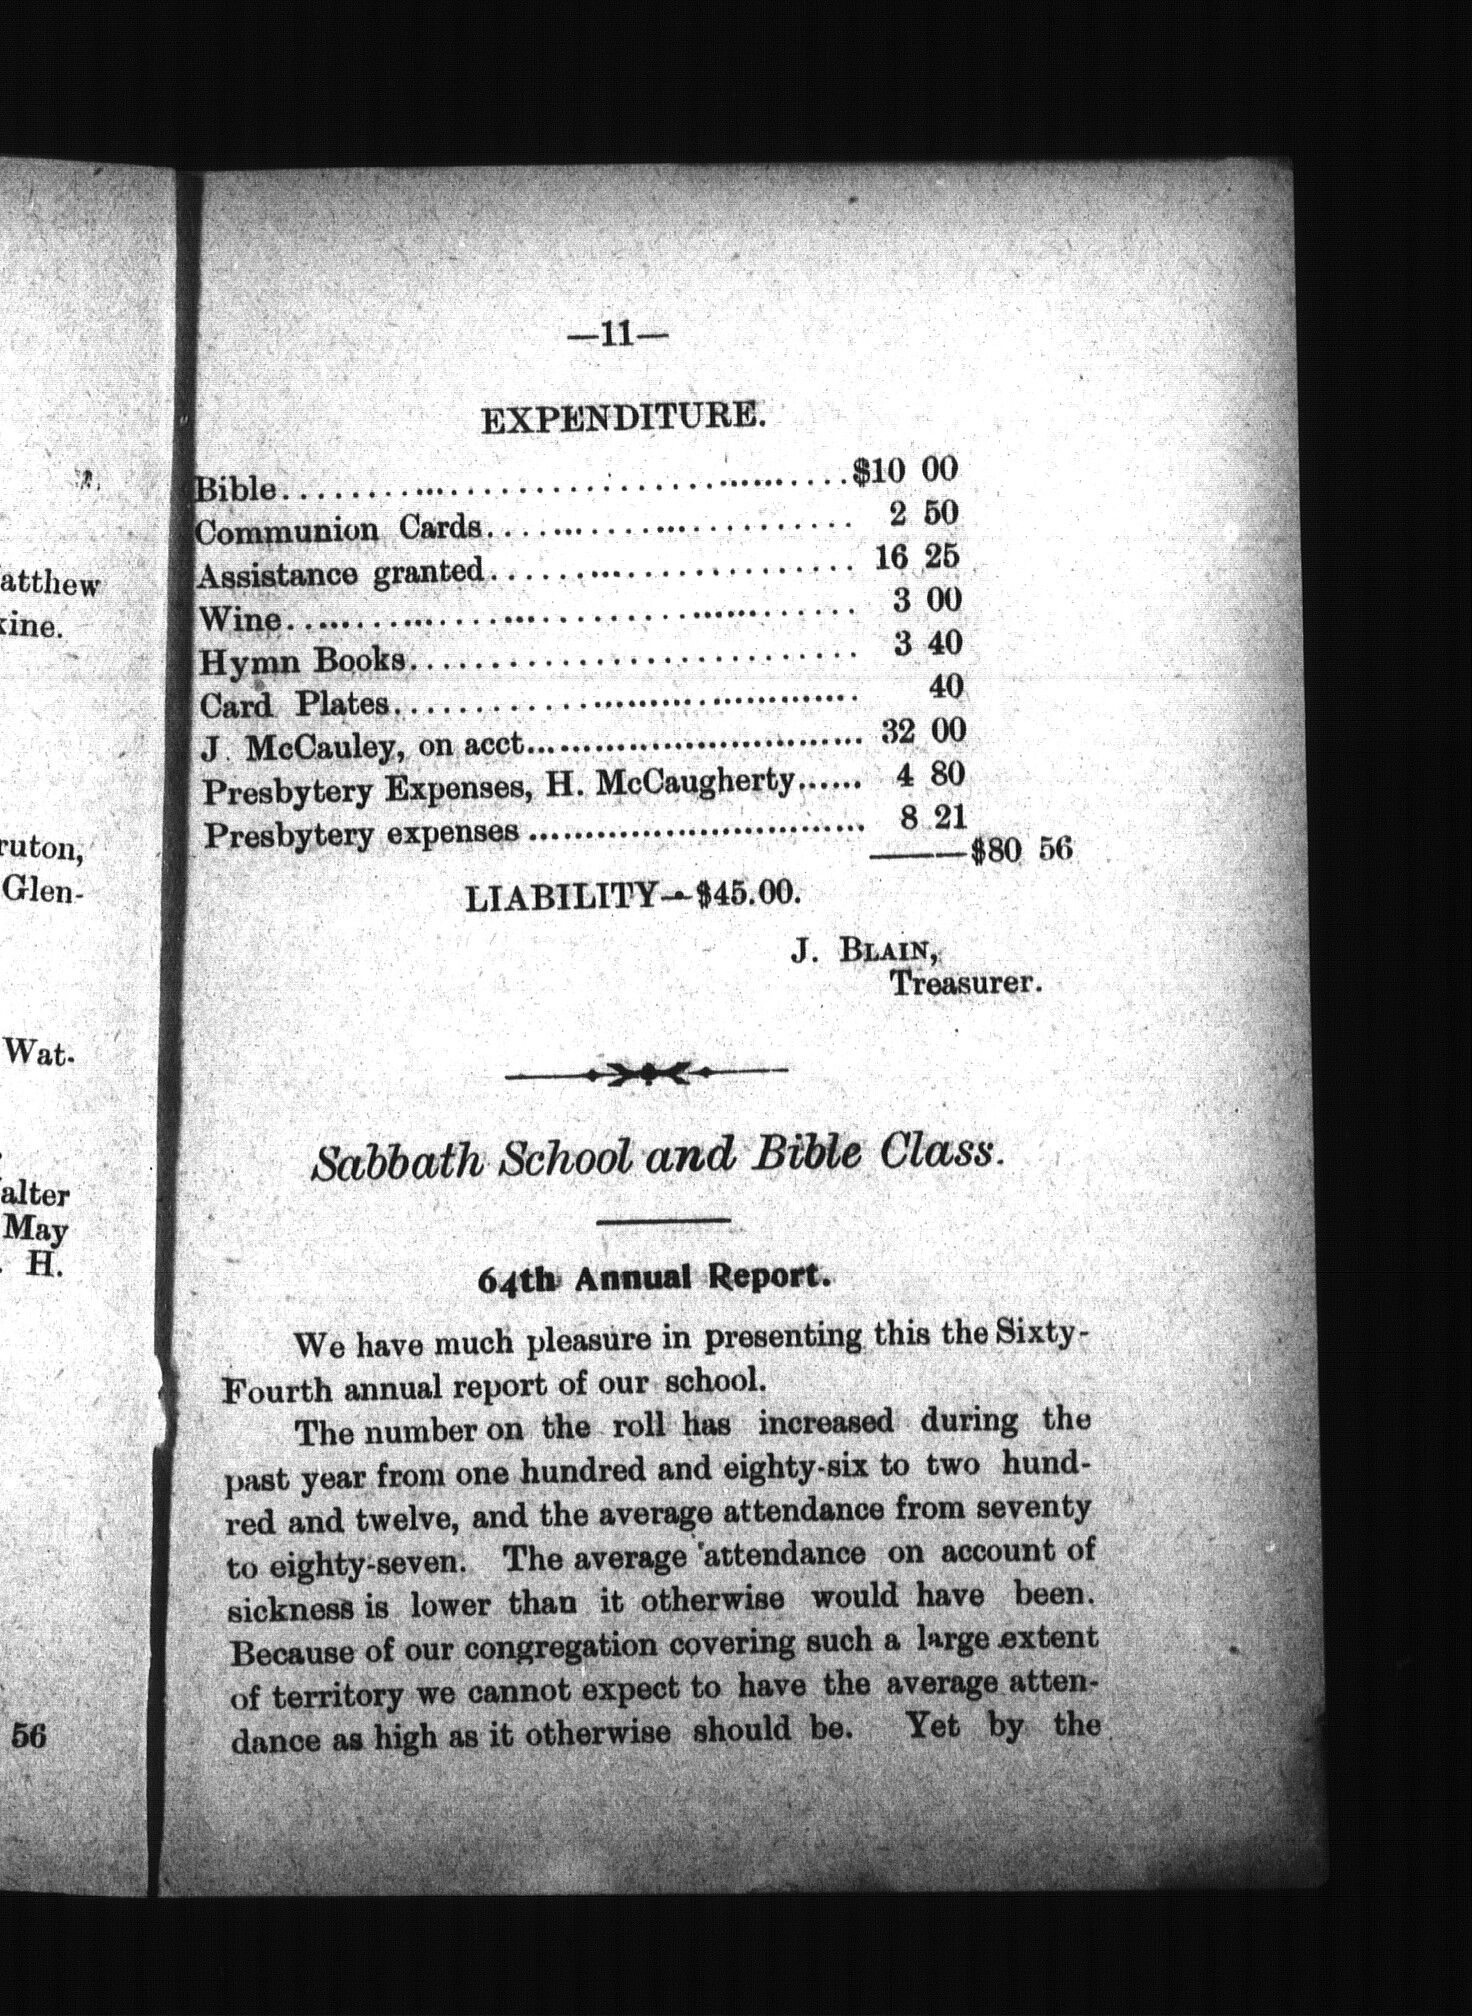 atthew
kine.
ruton,
Glen-
Wat-
alter
May
. H.
56
—11—
EXPENDITURE.
Bible..........$10 00
Communion Cards.......... 2 50
Assistance granted.......... 16 25
Wine.......... 3 00
Hymn Books.......... 3 40
Card Plates.......... 40
J. McCauley, on acct.......... 32 00
Presbytery Expenses, H. McCaugherty...... 4 80
Presbytery expenses .......... 8 21
———$80 56
LIABILITY—$45.00.
J. BLAIN,
Treasurer.
Sabbath School and Bible Class.
64th Annual Report.
We have much pleasure in presenting this the Sixty-
Fourth annual report of our school.
The number on the roll has increased during the
past year from one hundred and eighty-six to two hund-
red and twelve, and the average attendance from seventy
to eighty-seven. The average attendance on account of
sickness is lower than it otherwise would have been.
Because of our congregation covering such a large extent
of territory we cannot expect to have the average atten-
dance as high as it otherwise should be. Yet by the